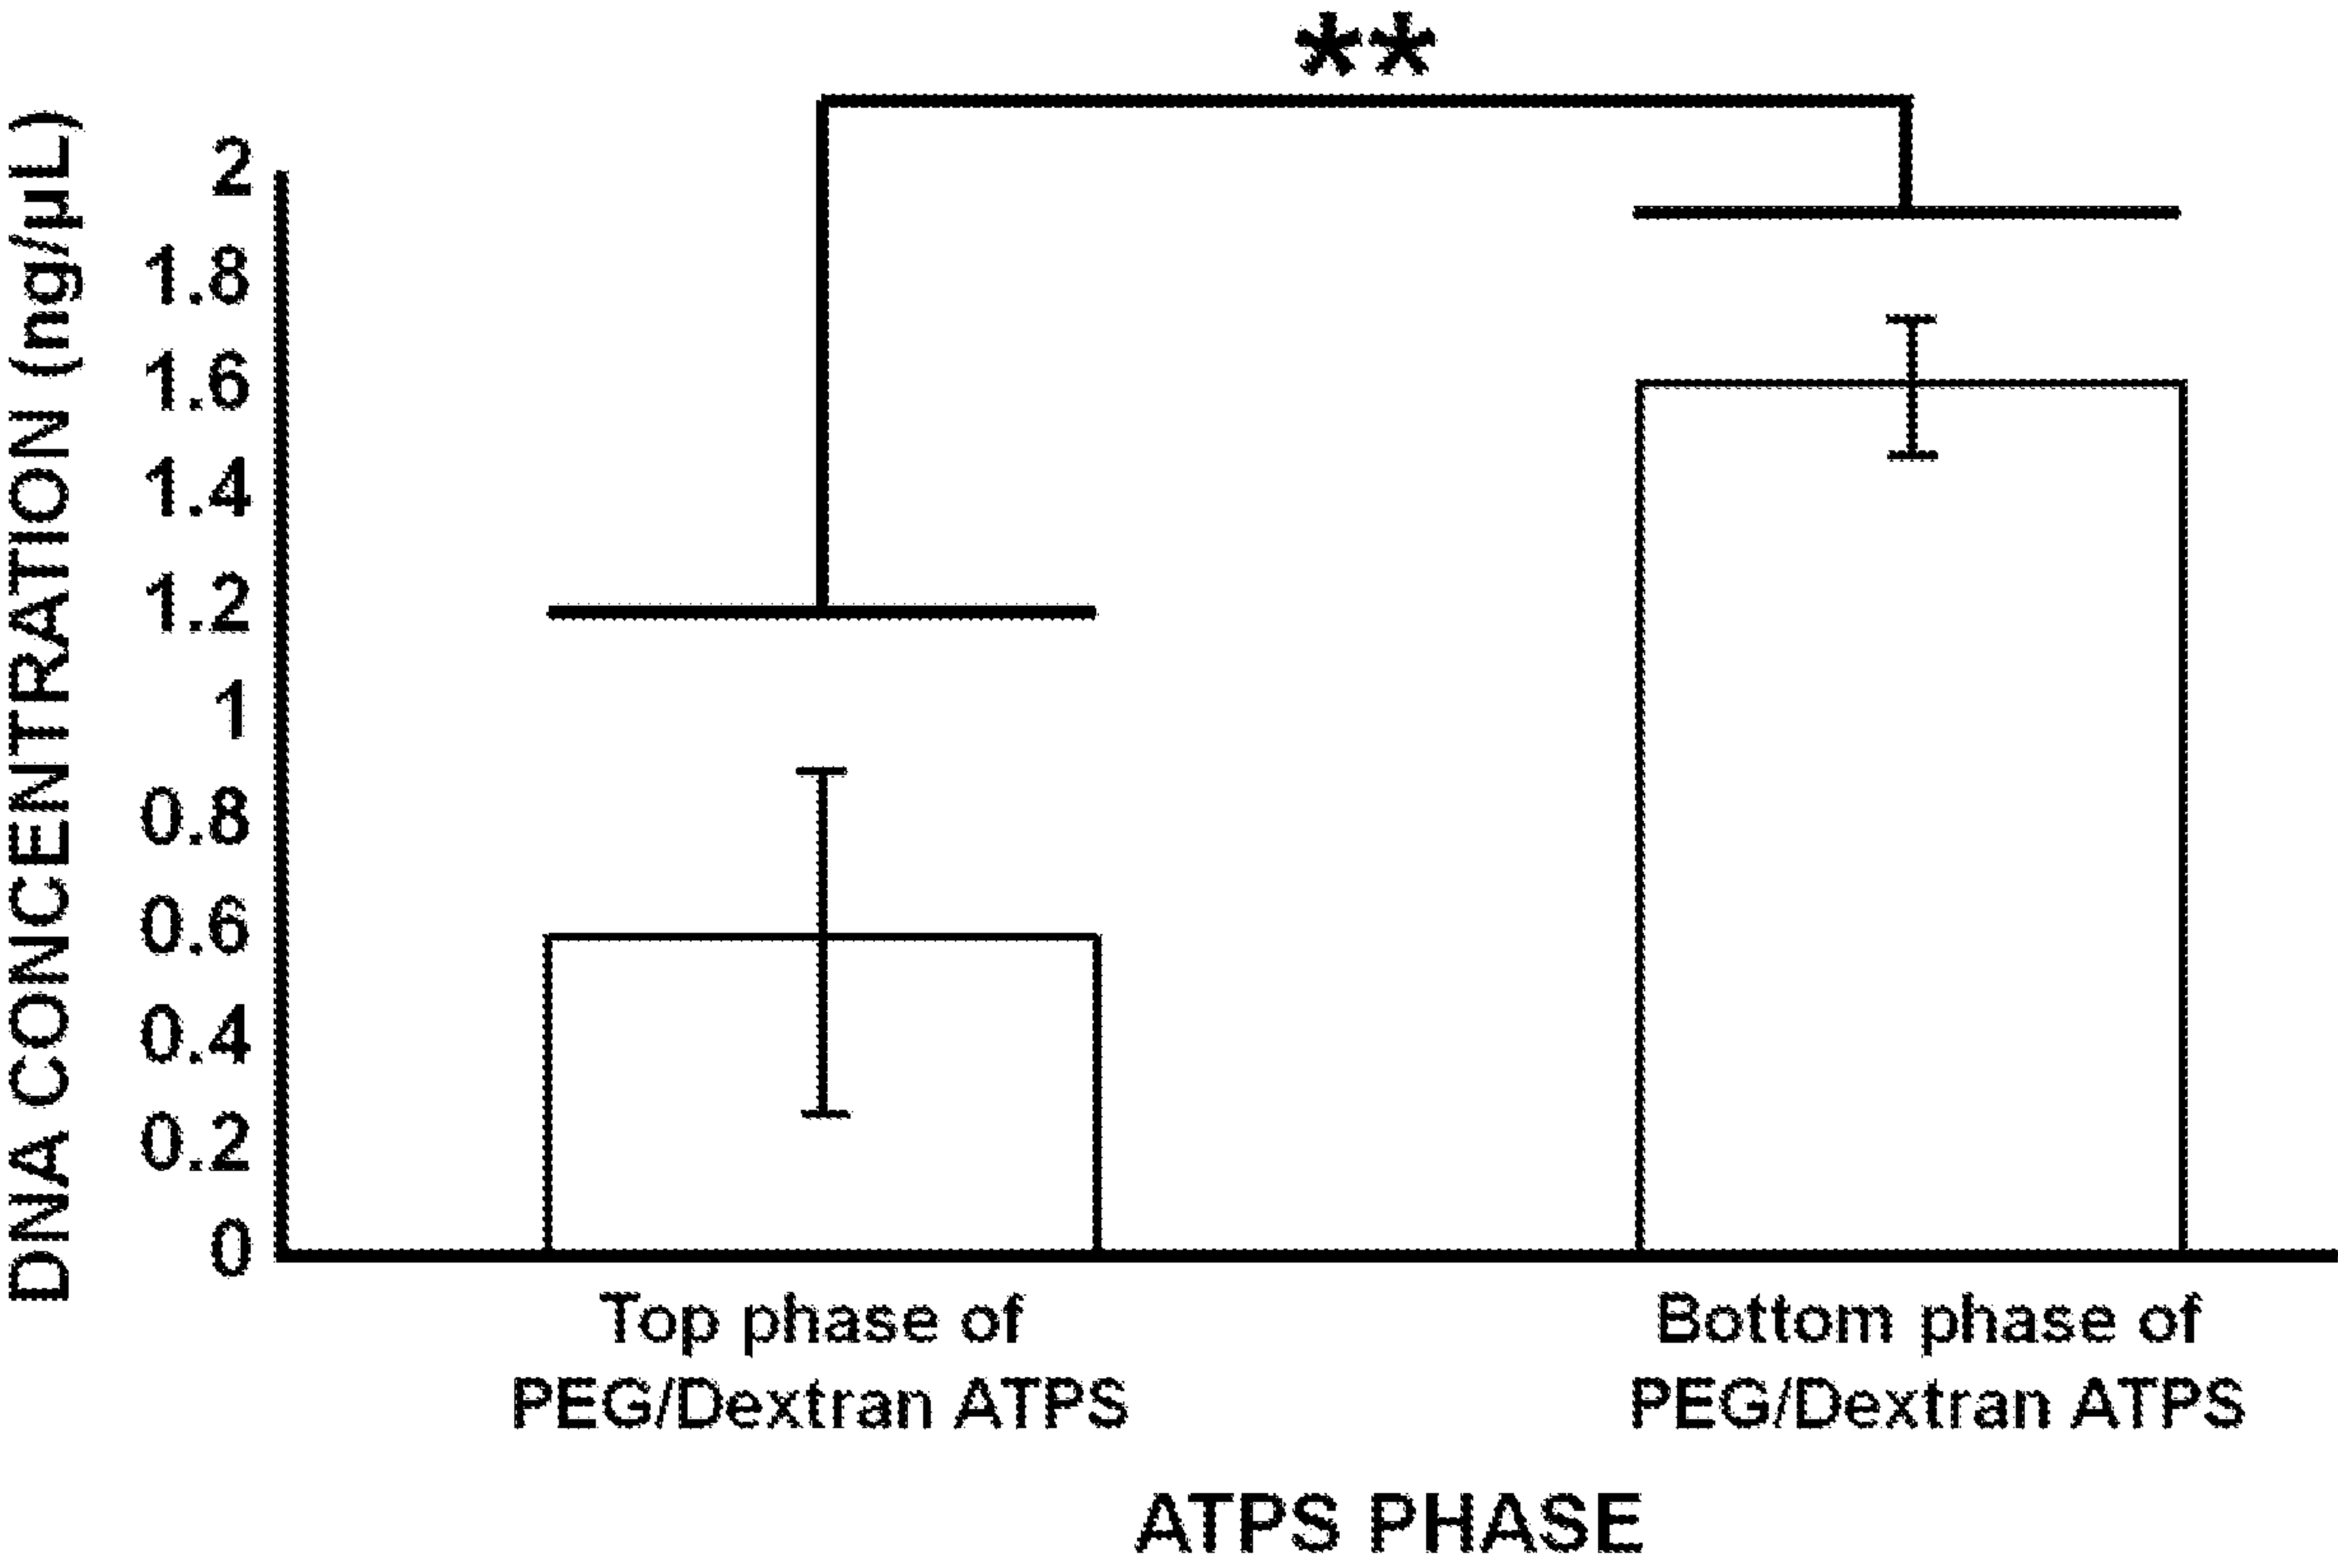 **
DNA CONCENTRATION (ng/µL)
2
1.8
1.6
1.4
1.2
1
0.8
0.6
0.4
0.2
0
Top phase of
PEG/Dextran ATPS
Bottom phase of
PEG/Dextran ATPS
ATPS PHASE